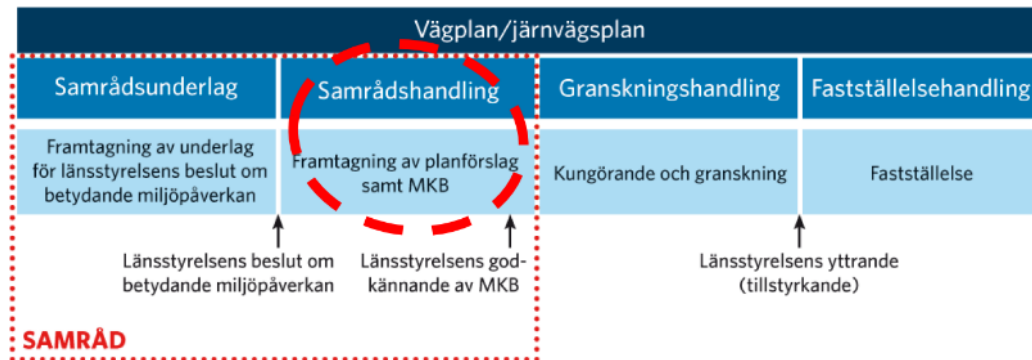 Vägplan/järnvägsplan
Samrådsunderlag
Samrådshandling
Granskningshandling
Fastställelsehandling
Framtagning av underlag
för länsstyrelsens beslut om
betydande miljöpåverkan
Framtagning av planförslag
samt MKB
Kungörande och granskning
Fastställelse
Länsstyrelsens beslut om
betydande miljöpåverkan
Länsstyrelsens god-
kännande av MKB
Länsstyrelsens yttrande
(tillstyrkande)
SAMRÅD